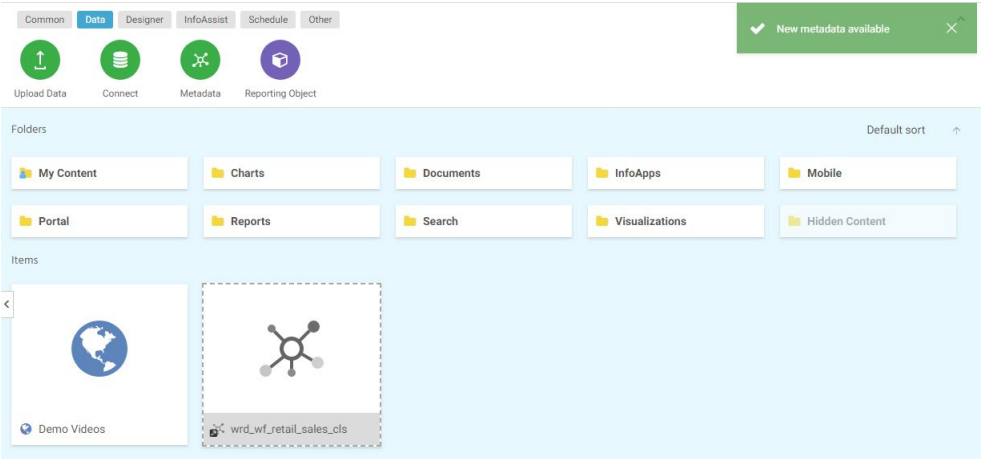 Common Data Designer InfoAssist Schedule Other
New metadata available
Upload Data Connect Metadata Reporting Object
Folders Default sort
My Content Charts Documents InfoApps Mobile
Portal Reports Search Visualizations Hidden Content
Items
Demo Videos wrd_wf_retail_sales_cls